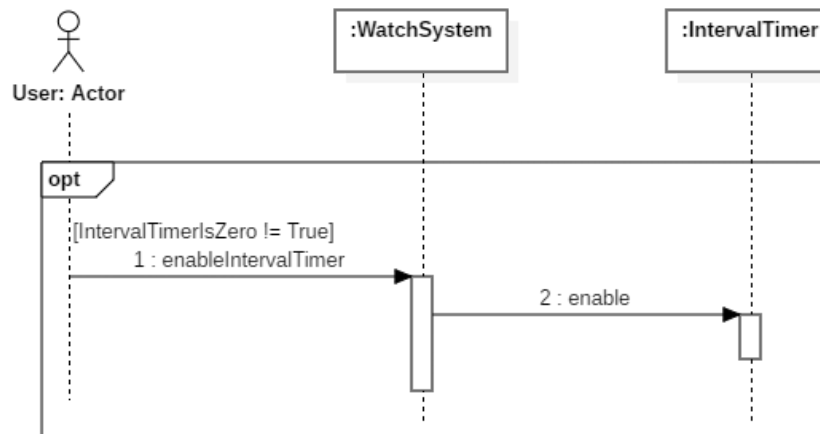 :WatchSystem
:IntervalTimer
User: Actor
opt
[IntervalTimerIsZero != True]
1 : enableIntervalTimer
2 : enable